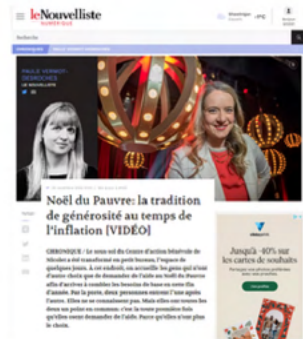 le Nouvelliste
NUMÉRIQUE
Recherche
CHRONIQUES
PAULE VERMOT-
DESROCHES
LE NOUVELLISTE
Noël du Pauvre: la tradition
de générosité au temps de
l'inflation [VIDÉO]
CHRONIQUE / Le sous-sol du Centre d'action bénévole de
Nicolet a été transformé en petit bureau, l'espace de
quelques jours. À cet endroit, on accueille les gens qui n'ont
d'autre choix que de demander de l'aide au Noël du Pauvre
afin d'arriver à combler les besoins de base en cette fin
d'année. Par la porte, deux personnes entrent l'une après
l'autre. Elles ne se connaissent pas. Mais elles ont toutes les
deux un point en commun: c'est la toute première fois
qu'elles osent demander de l'aide. Parce qu'elles n'ont plus
le choix.
Jusqu'à -40% sur
les cartes de souhaits